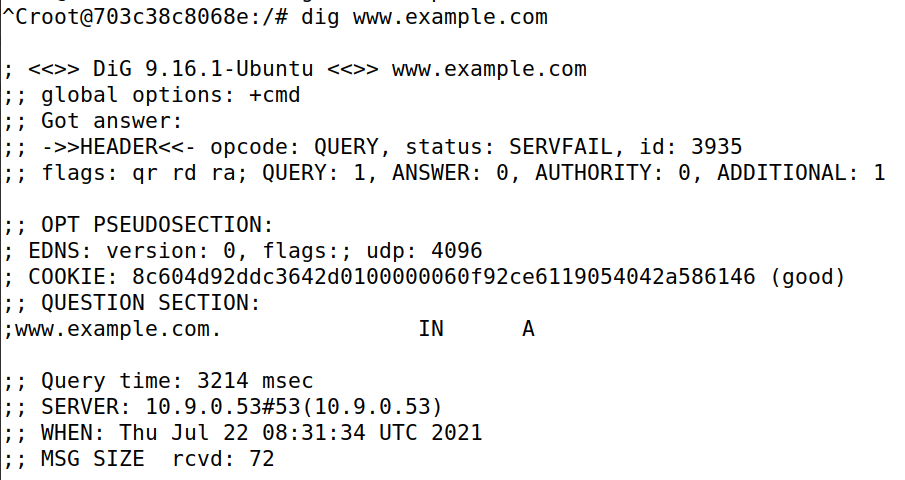 ^Croot@703c38c8068e:/# dig www.example.com
; <<>> DiG 9.16.1-Ubuntu <<>> www.example.com
;; global options: +cmd
;; Got answer:
;; ->>HEADER<<- opcode: QUERY, status: SERVFAIL, id: 3935
;; flags: qr rd ra; QUERY: 1, ANSWER: 0, AUTHORITY: 0, ADDITIONAL: 1
;; OPT PSEUDOSECTION:
; EDNS: version: 0, flags:; udp: 4096
; COOKIE: 8c604d92ddc3642d0100000060f92ce6119054042a586146 (good)
;; QUESTION SECTION:
;www.example.com. IN A
;; Query time: 3214 msec
;; SERVER: 10.9.0.53#53(10.9.0.53)
;; WHEN: Thu Jul 22 08:31:34 UTC 2021
;; MSG SIZE rcvd: 72